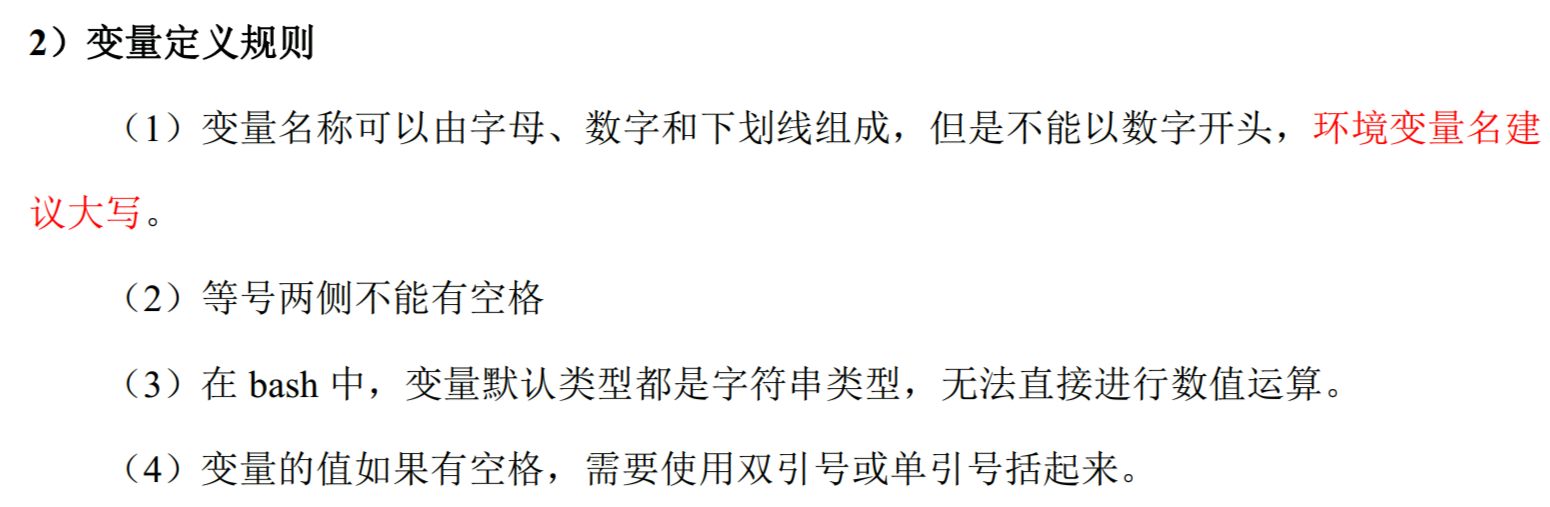 2）变量定义规则
（1）变量名称可以由字母、数字和下划线组成，但是不能以数字开头，环境变量名建
议大写。
（2）等号两侧不能有空格
（3）在 bash 中，变量默认类型都是字符串类型，无法直接进行数值运算。
（4）变量的值如果有空格，需要使用双引号或单引号括起来。